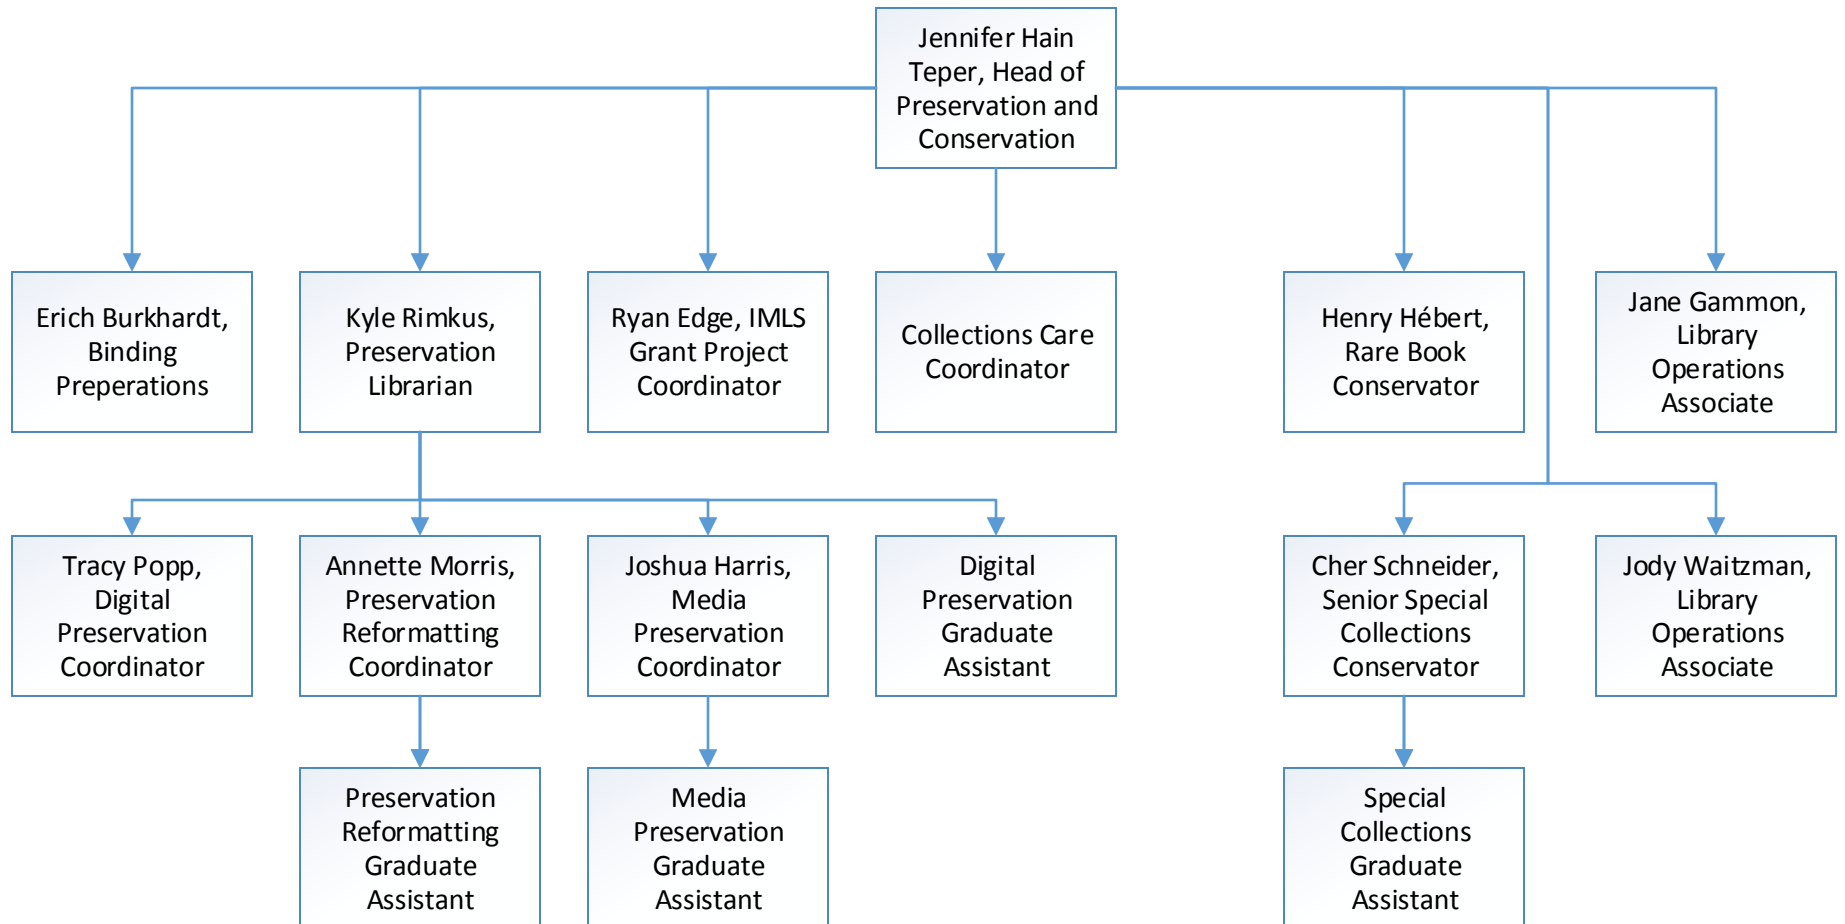 Jennifer Hain
Teper, Head of
Preservation and
Conservation
Erich Burkhardt,
Binding
Preperations
Kyle Rimkus,
Preservation
Librarian
Ryan Edge, IMLS
Grant Project
Coordinator
Collections Care
Coordinator
Henry Hébert,
Rare Book
Conservator
Jane Gammon,
Library
Operations
Associate
Tracy Popp,
Digital
Preservation
Coordinator
Annette Morris,
Preservation
Reformatting
Coordinator
Joshua Harris,
Media
Preservation
Coordinator
Digital
Preservation
Graduate
Assistant
Cher Schneider,
Senior Special
Collections
Conservator
Jody Waitzman,
Library
Operations
Associate
Preservation
Reformatting
Graduate
Assistant
Media
Preservation
Graduate
Assistant
Special
Collections
Graduate
Assistant